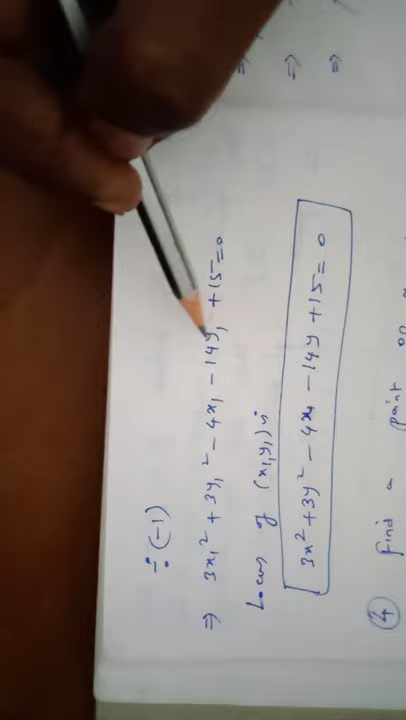 ÷ (-1)
⇒ 3x₁² + 3y₁² - 4x₁ - 14y₁ + 15 = 0
Locus of (x₁, y₁) is
3x² + 3y² - 4x - 14y + 15 = 0
④ find a point on
⇒
⇒
⇒